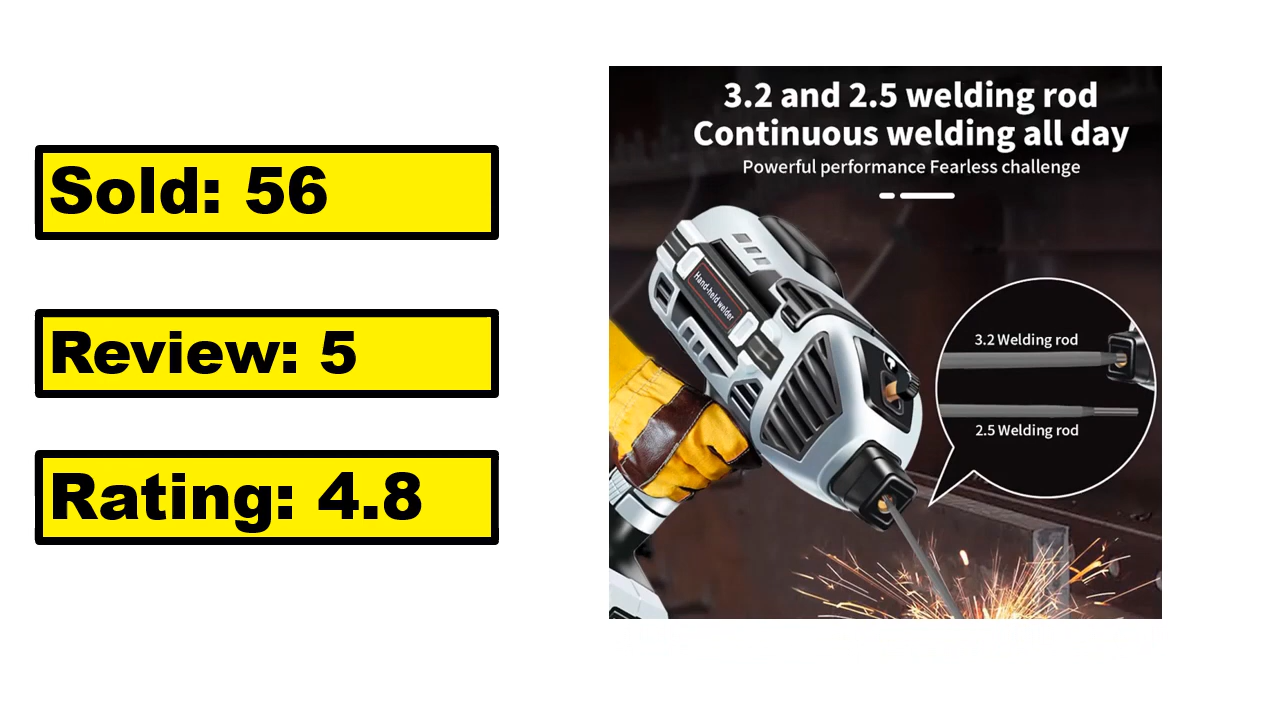 Sold: 56
Review: 5
Rating: 4.8
3.2 and 2.5 welding rod
Continuous welding all day
Powerful performance Fearless challenge
Hand-held welder
3.2 Welding rod
2.5 Welding rod